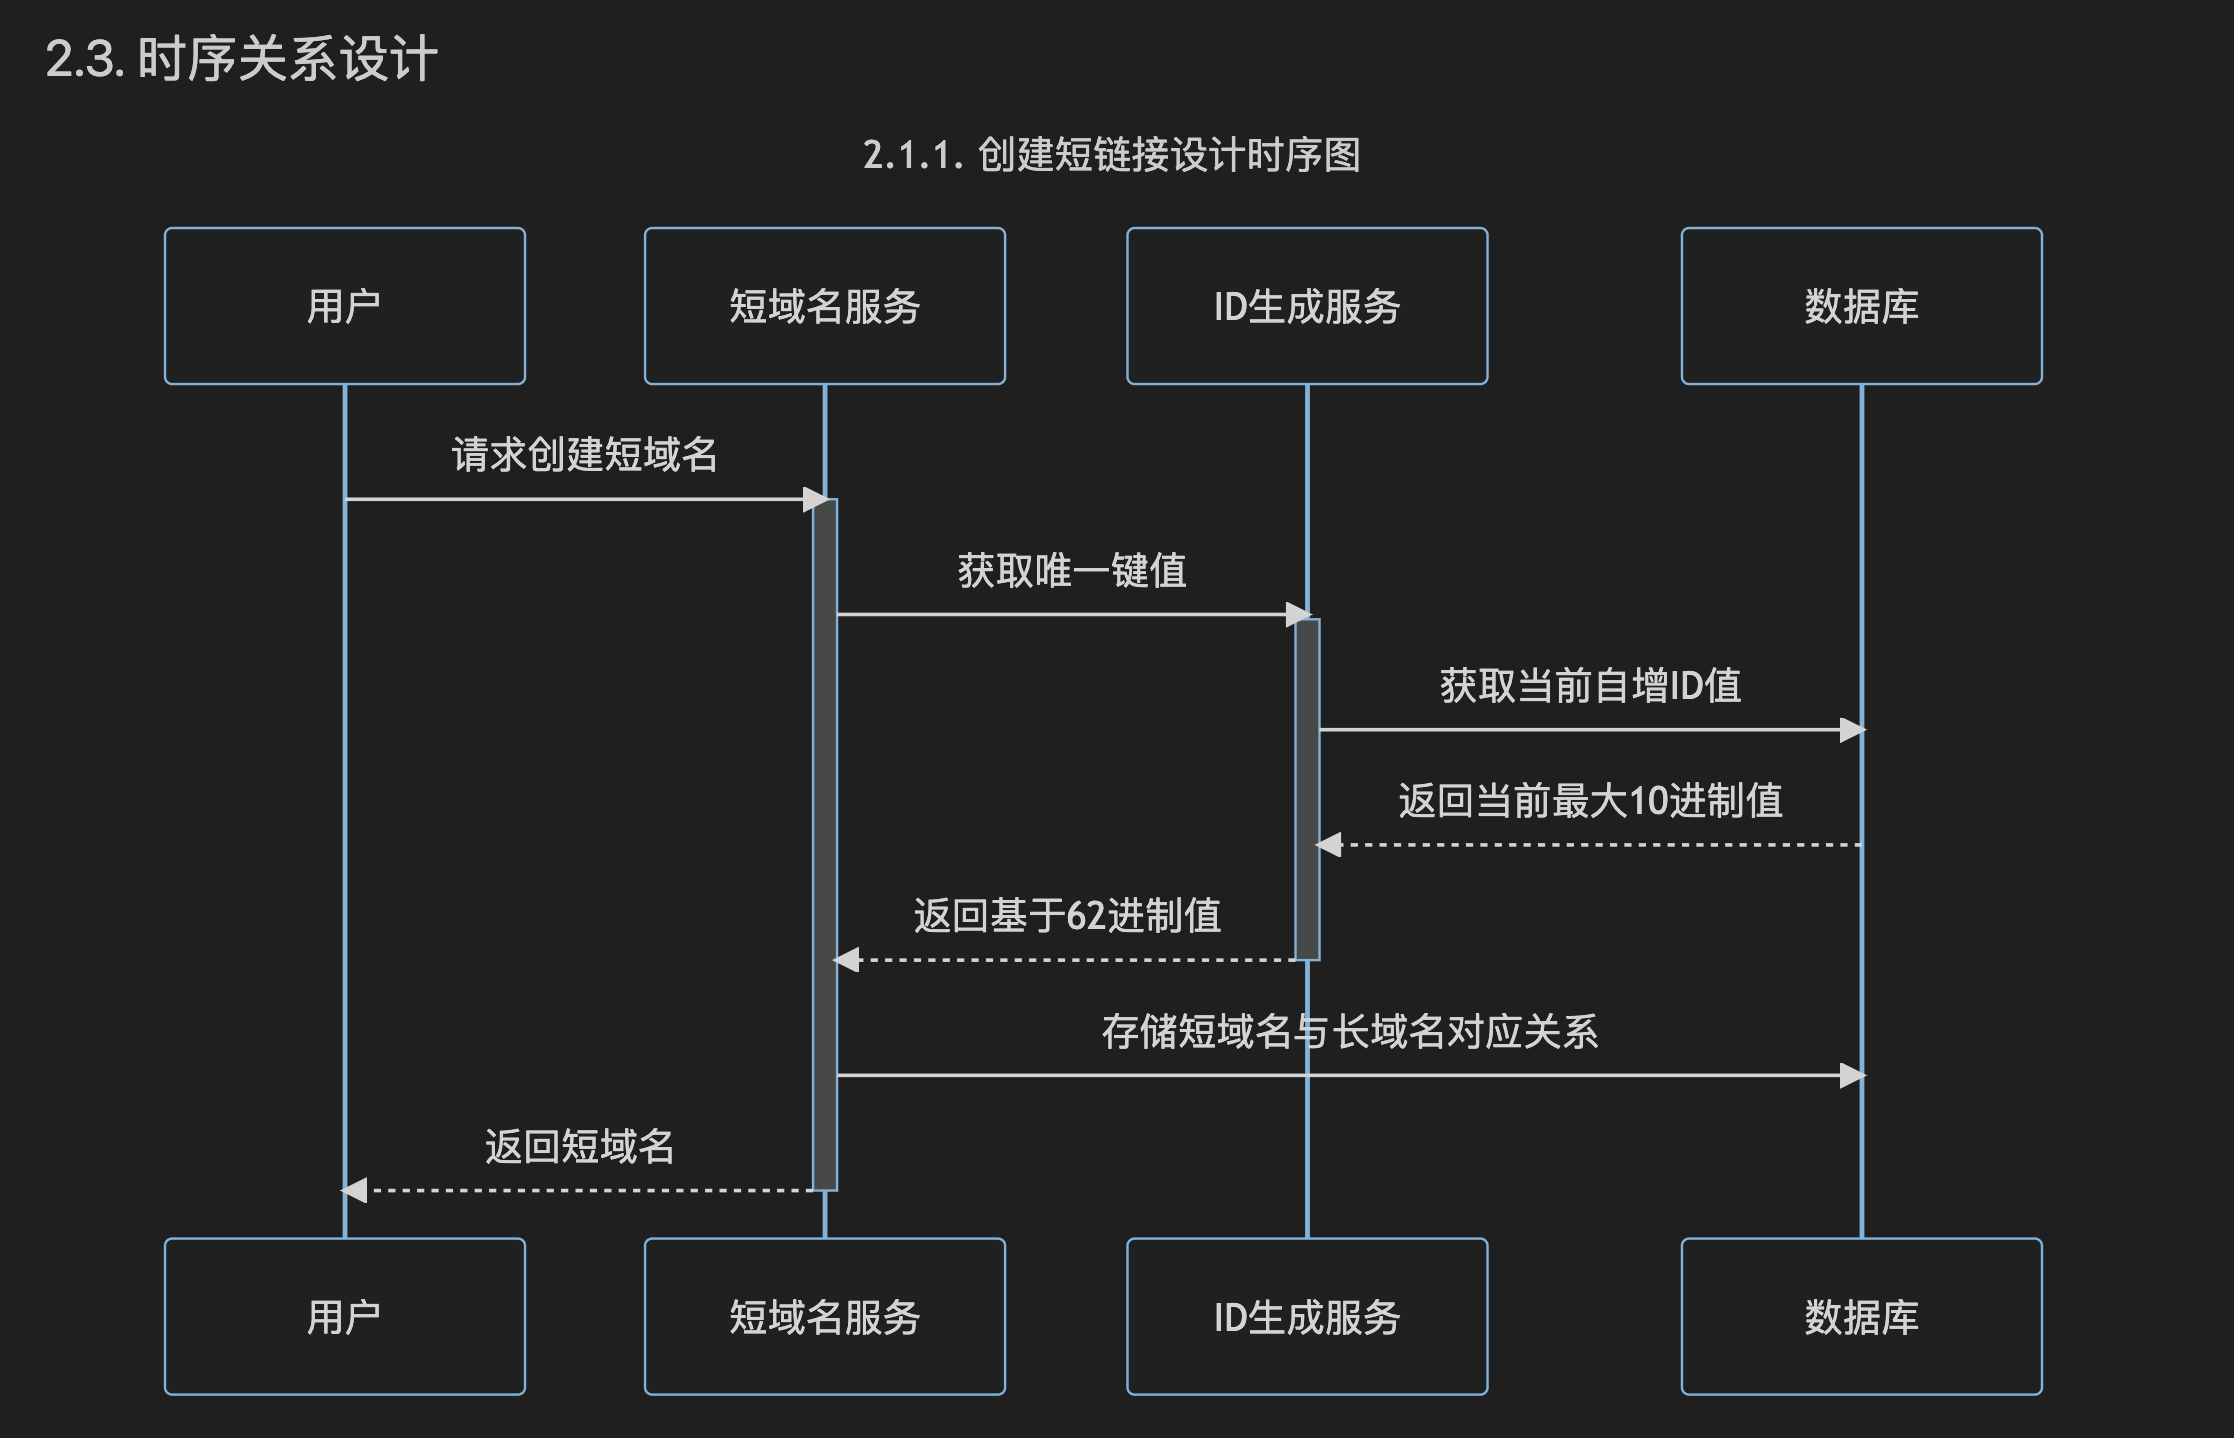 2.3. 时序关系设计
2.1.1. 创建短链接设计时序图
用户
短域名服务
ID生成服务
数据库
请求创建短域名
获取唯一键值
获取当前自增ID值
返回当前最大10进制值
返回基于62进制值
存储短域名与长域名对应关系
返回短域名
用户
短域名服务
ID生成服务
数据库